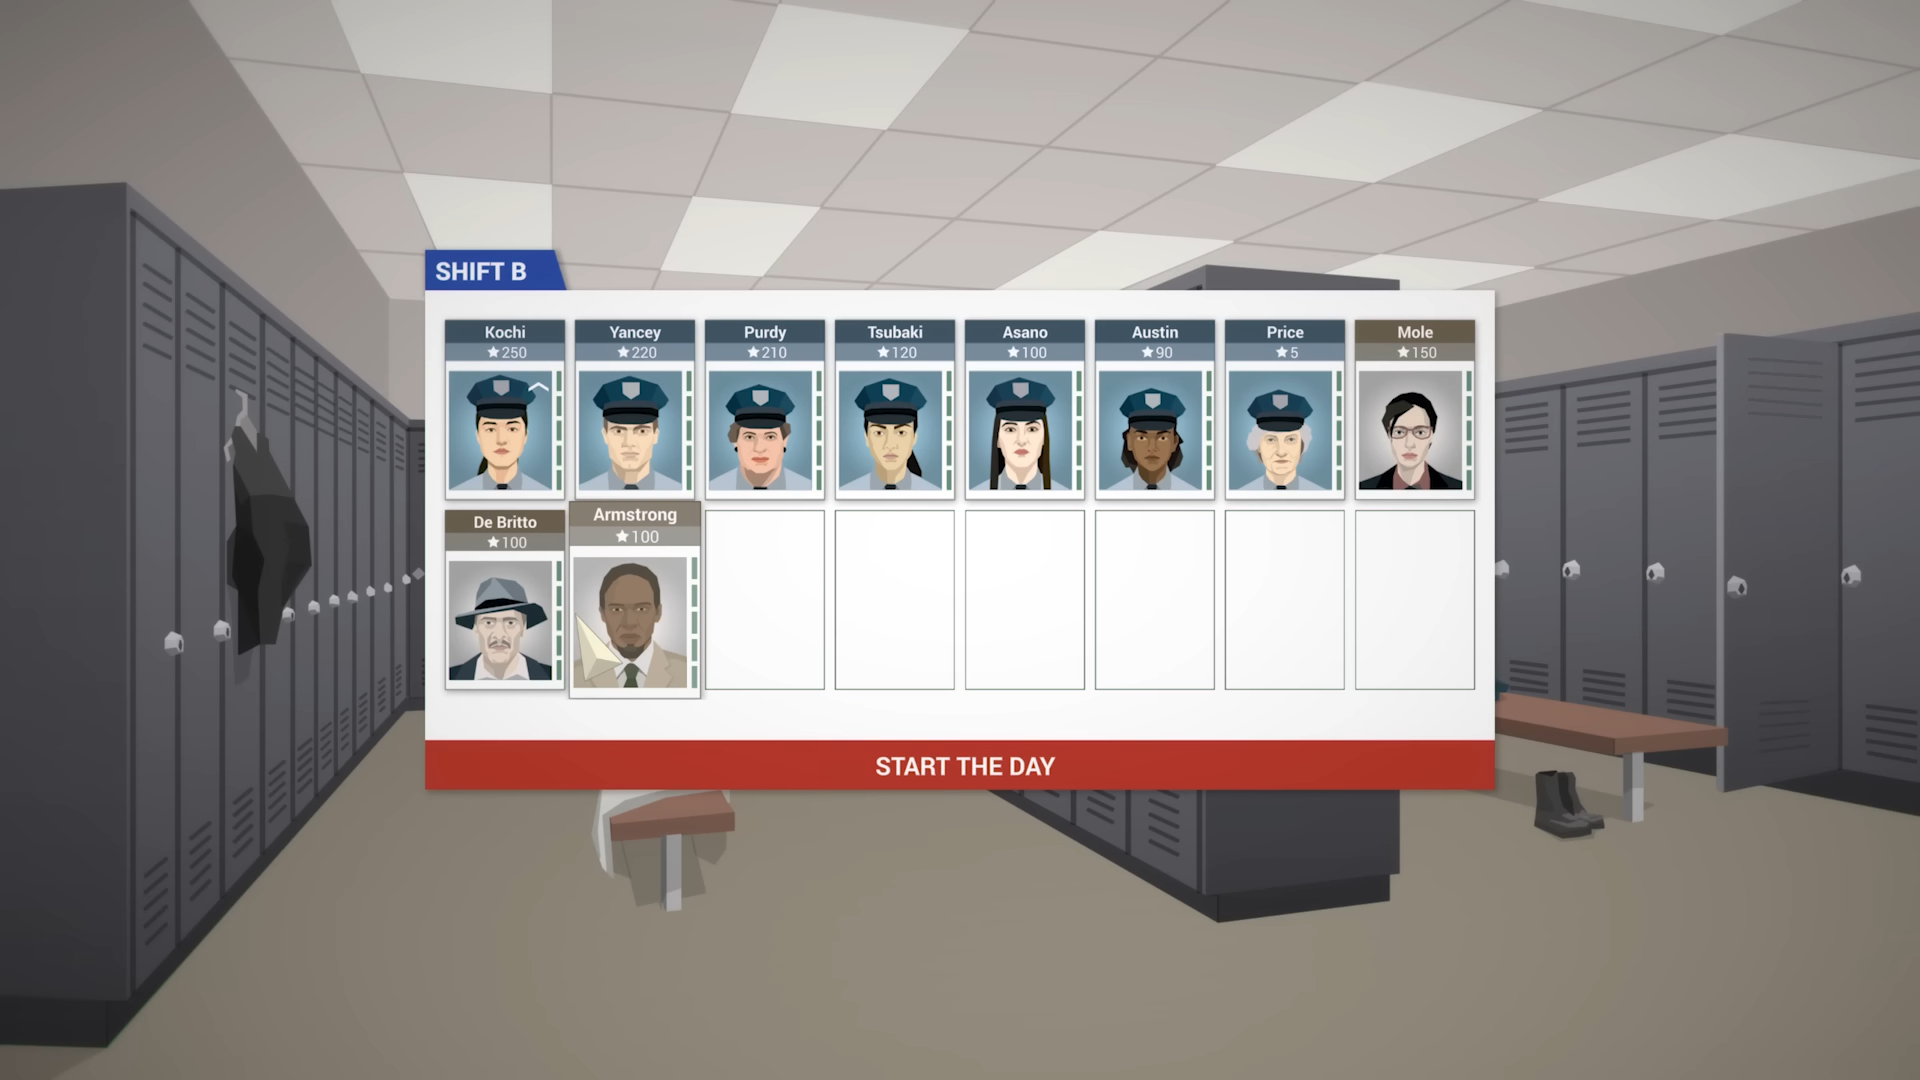 SHIFT B
Kochi
★250
Yancey
★220
Purdy
★210
Tsubaki
★120
Asano
★100
Austin
★90
Price
★5
Mole
★150
De Britto
★100
Armstrong
★100
START THE DAY